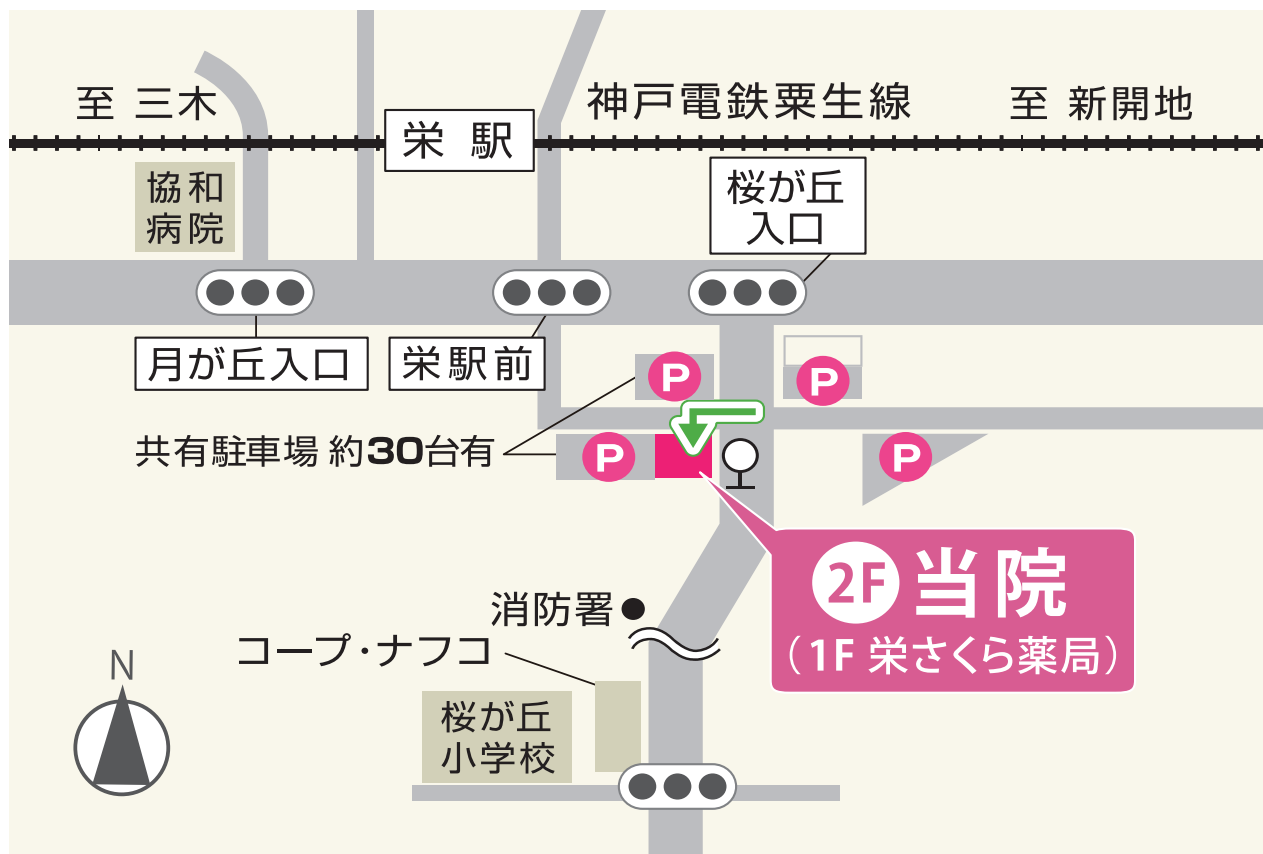 至 三木
神戸電鉄粟生線
至 新開地
栄 駅
協和
病院
桜が丘
入口
月が丘入口
栄駅前
P
P
共有駐車場 約30台有
P
P
2F 当院
(1F 栄さくら薬局)
消防署
コープ・ナフコ
N
桜が丘
小学校